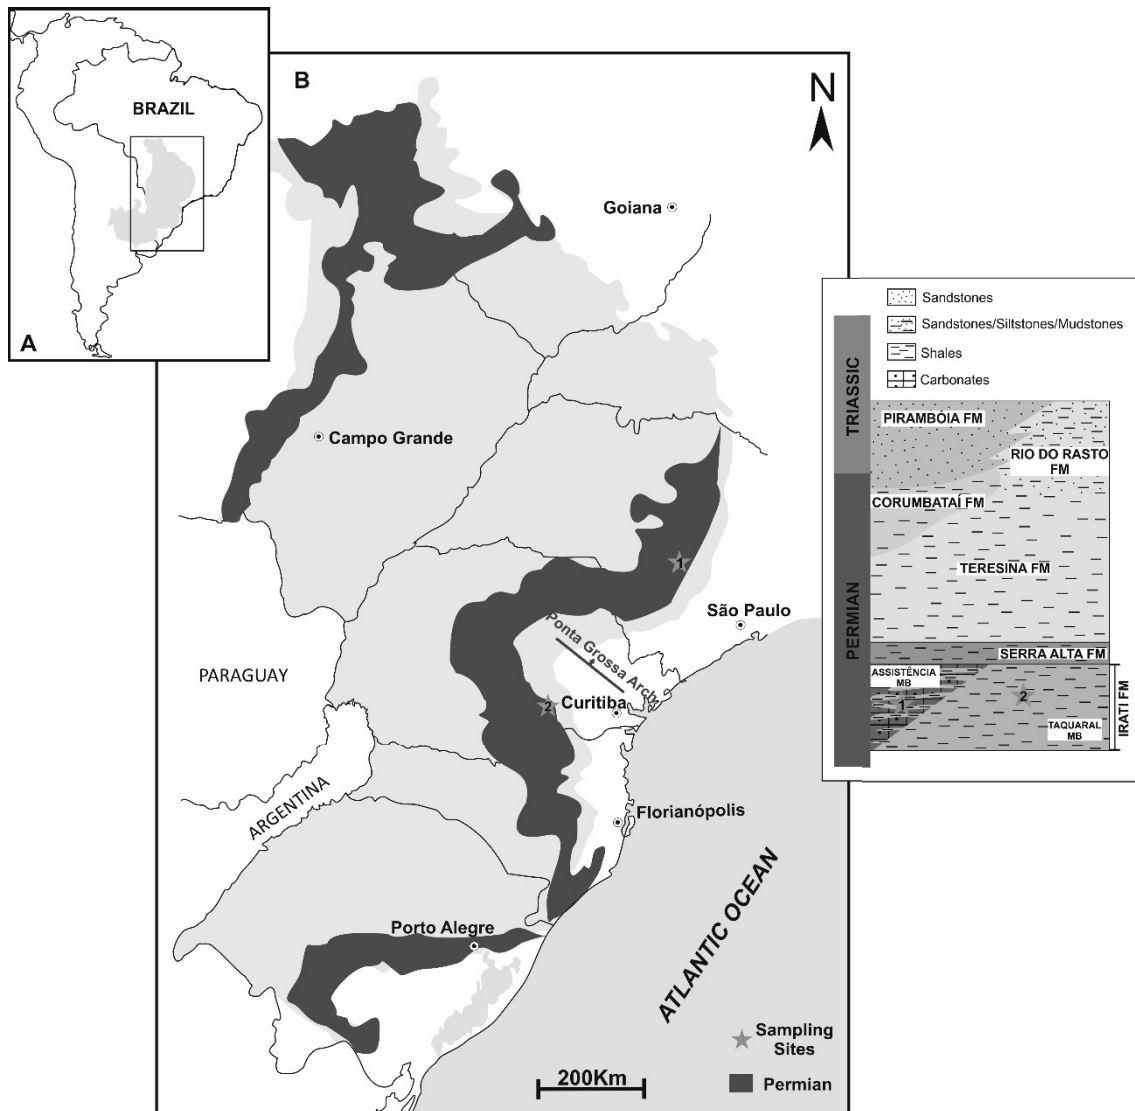 BRAZIL
A
B
N
Goiana
Campo Grande
1
São Paulo
Ponta Grossa Arch
PARAGUAY
2
Curitiba
ARGENTINA
Florianópolis
Porto Alegre
ATLANTIC OCEAN
Sampling
Sites
200Km
Permian
Sandstones
Sandstones/Siltstones/Mudstones
Shales
Carbonates
TRIASSIC
PERMIAN
PIRAMBÓIA FM
RIO DO RASTO
FM
CORUMBATAÍ FM
TERESINA FM
SERRA ALTA FM
ASSISTÊNCIA
MB
1
2
TAQUARAL
MB
IRATI FM